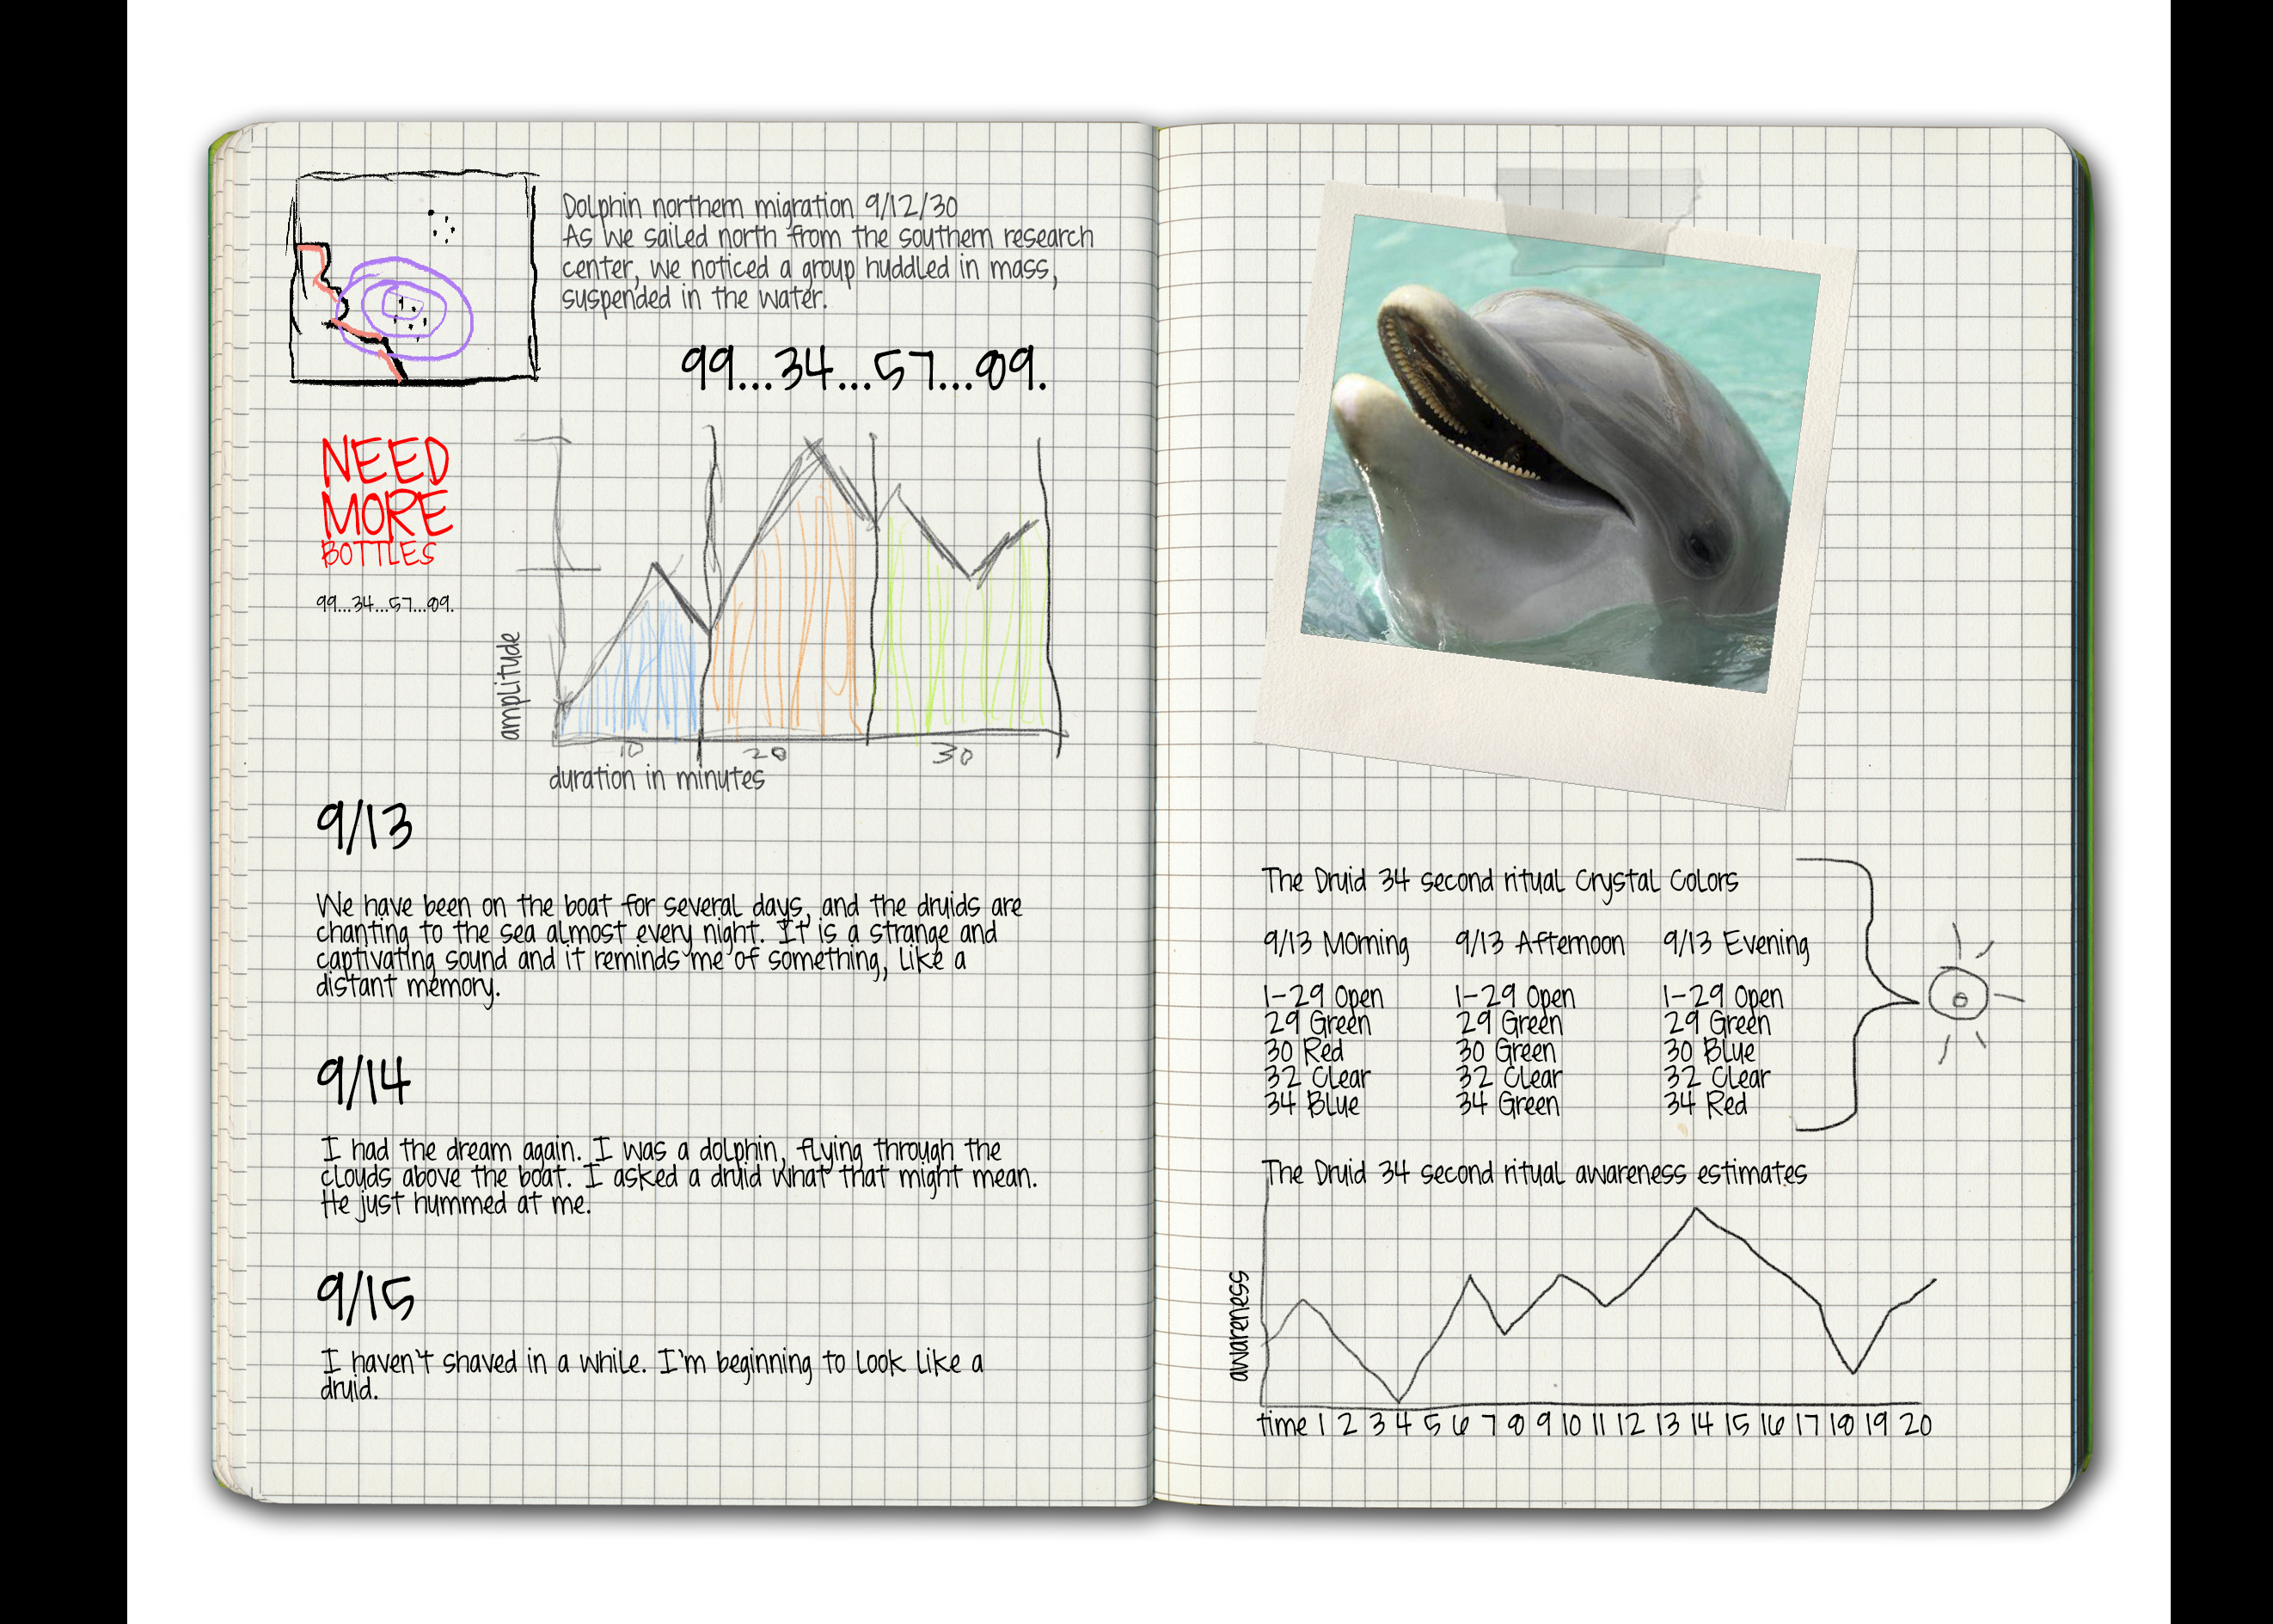 Dolphin northern migration 9/12/30
As we sailed north from the southern research
center, we noticed a group huddled in mass,
suspended in the water.
99...34...57...89.
NEED
MORE
BOTTLES
99...34...57...89.
amplitude
10 20 30
duration in minutes
9/13
We have been on the boat for several days, and the druids are
chanting to the sea almost every night. It is a strange and
captivating sound and it reminds me of something, like a
distant memory.
9/14
I had the dream again. I was a dolphin, flying through the
clouds above the boat. I asked a druid what that might mean.
He just hummed at me.
9/15
I haven't shaved in a while. I'm beginning to look like a
druid.
The Druid 34 second ritual Crystal Colors
9/13 Morning 9/13 Afternoon 9/13 Evening
1-29 Open 1-29 Open 1-29 Open
29 Green 29 Green 29 Green
30 Red 30 Green 30 Blue
32 Clear 32 Clear 32 Clear
34 Blue 34 Green 34 Red
The Druid 34 second ritual awareness estimates
awareness
time 1 2 3 4 5 6 7 8 9 10 11 12 13 14 15 16 17 18 19 20